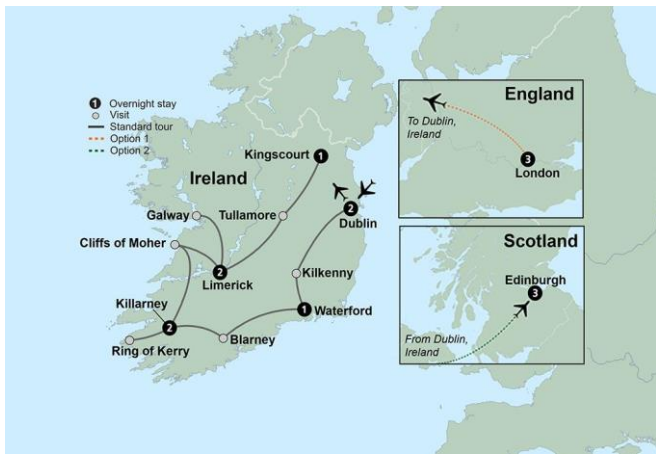 1 Overnight stay
Visit
Standard tour
Option 1
Option 2
Ireland
Kingscourt 1
Galway
Tullamore
2
Dublin
Cliffs of Moher
2
Limerick
Kilkenny
Killarney
2
1 Waterford
Ring of Kerry
Blarney
England
To Dublin,
Ireland
3
London
Scotland
Edinburgh
3
From Dublin,
Ireland